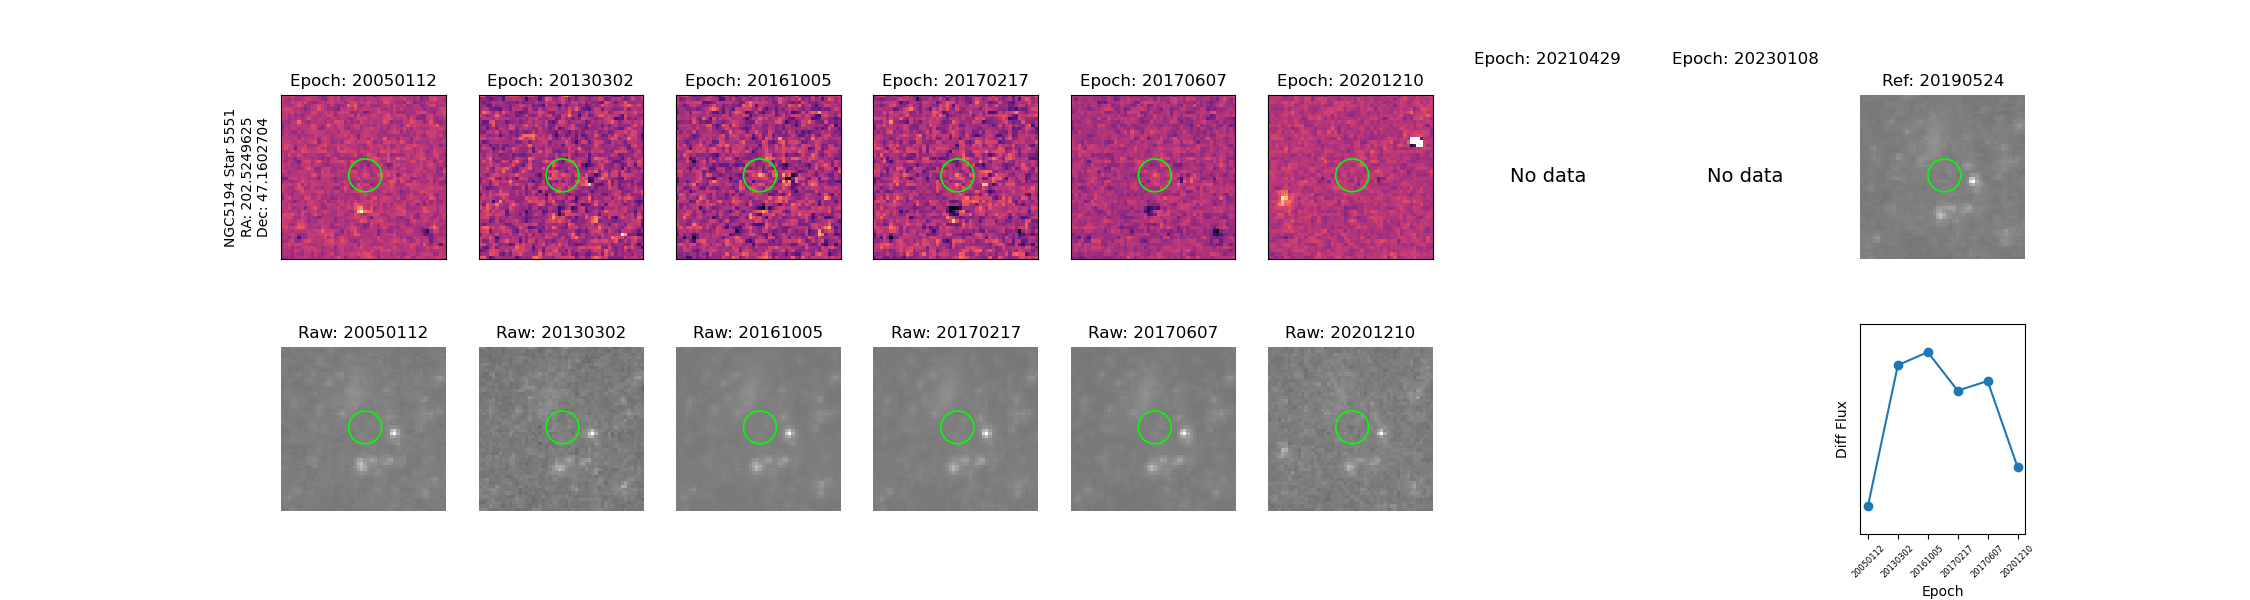 Epoch: 20210429
Epoch: 20230108
Epoch: 20050112
Epoch: 20130302
Epoch: 20161005
Epoch: 20170217
Epoch: 20170607
Epoch: 20201210
Ref: 20190524
NGC5194 Star 5551
RA: 202.5249625
Dec: 47.1602704
No data
No data
Raw: 20050112
Raw: 20130302
Raw: 20161005
Raw: 20170217
Raw: 20170607
Raw: 20201210
Diff Flux
20050112
20130302
20161005
20170217
20170607
20201210
Epoch